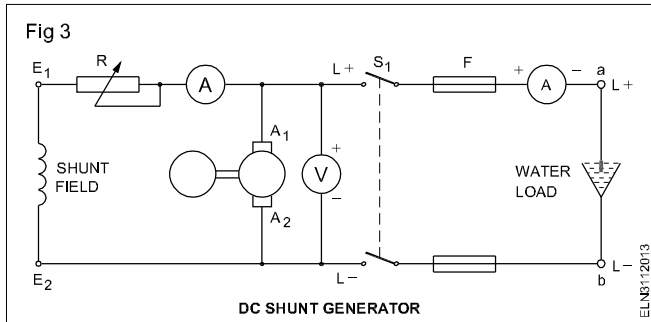 Fig 3
E1
R
A
L+
S1
F
+
A
−
a
L+
SHUNT
FIELD
A1
A2
V
+
−
WATER
LOAD
E2
L−
L−
b
DC SHUNT GENERATOR
ELN3112013